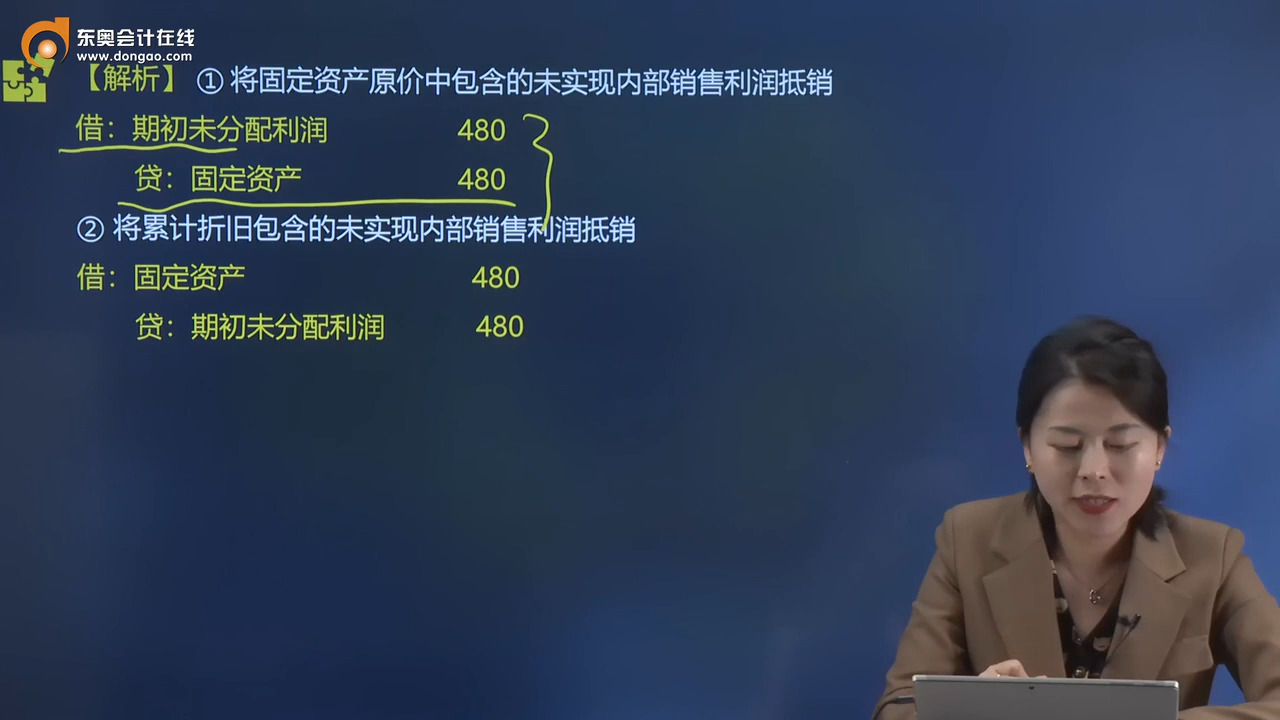 东奥会计在线
www.dongao.com
【解析】 ① 将固定资产原价中包含的未实现内部销售利润抵销
借：期初未分配利润 480
贷：固定资产 480
② 将累计折旧包含的未实现内部销售利润抵销
借：固定资产 480
贷：期初未分配利润 480